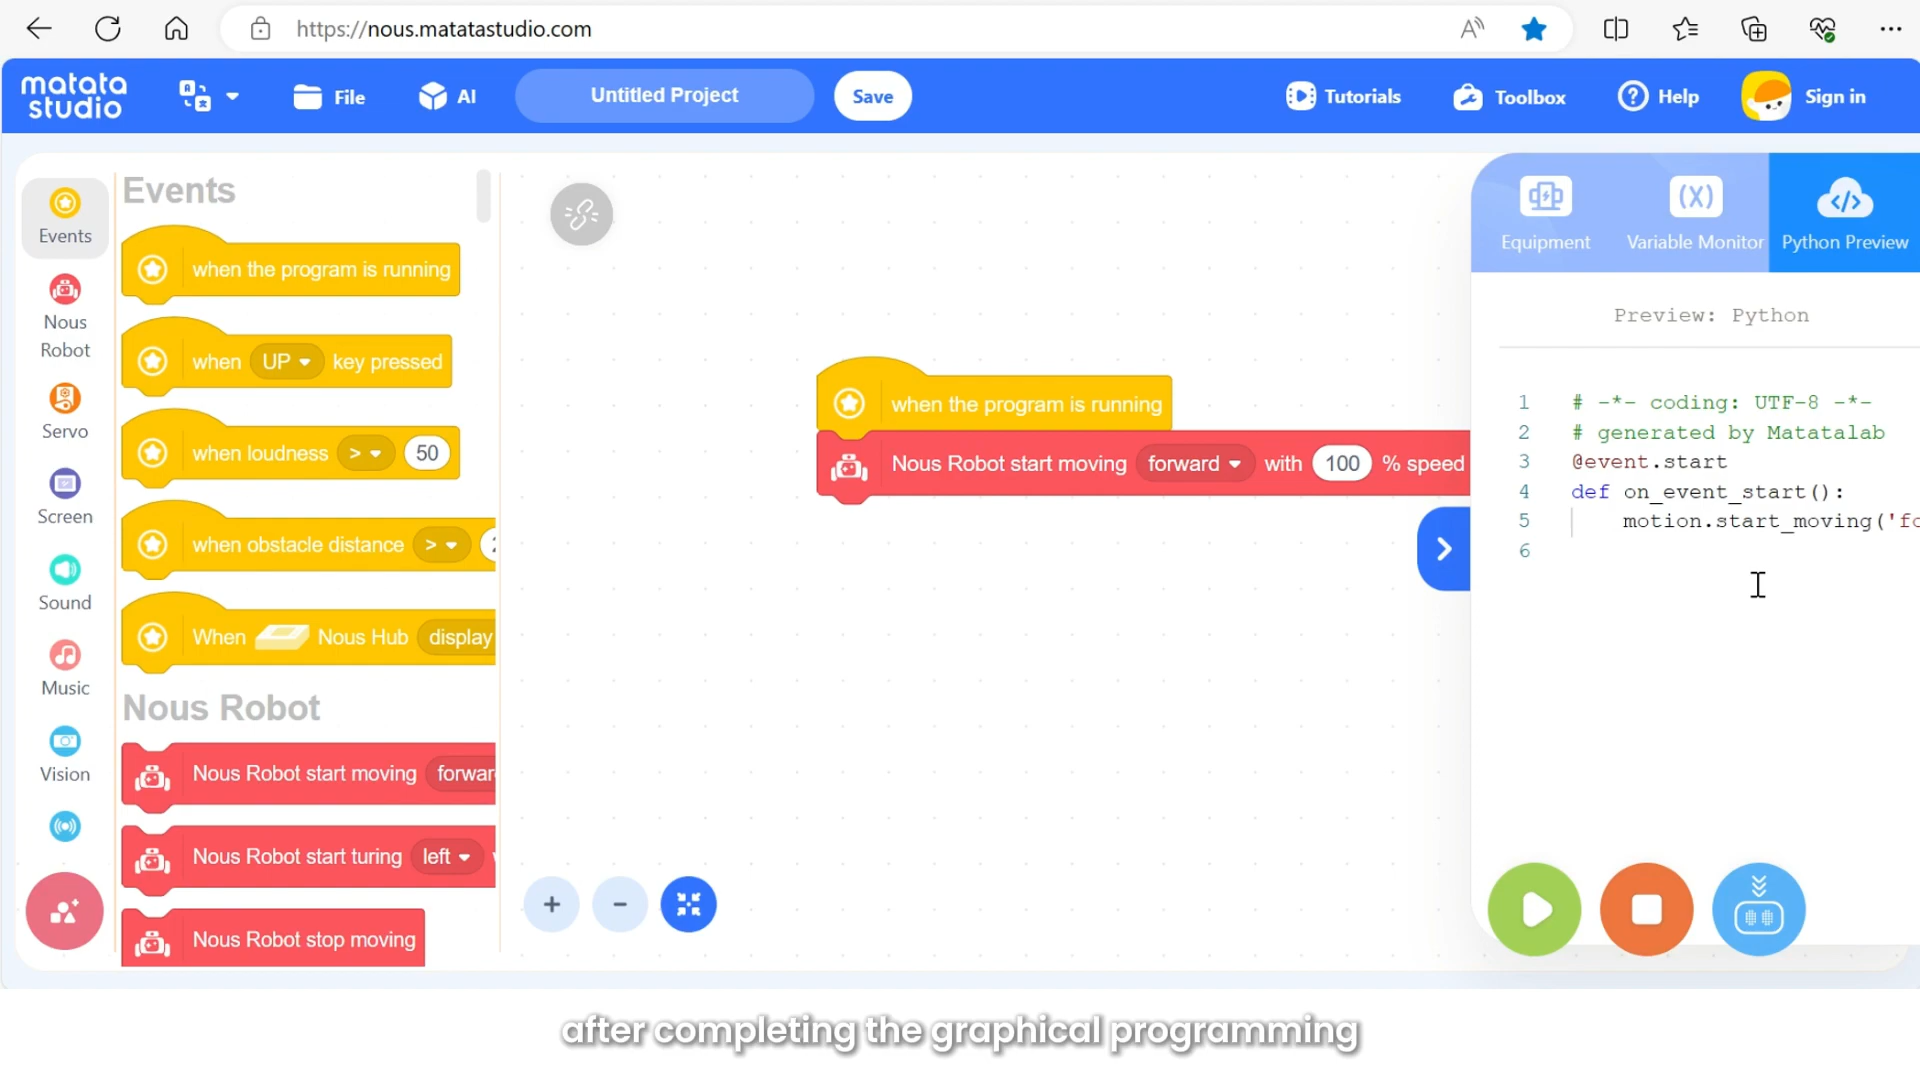 https://nous.matatastudio.com
matata
studio
File
AI
Untitled Project
Save
Tutorials
Toolbox
Help
Sign in
Events
Nous
Robot
Servo
Screen
Sound
Music
Vision
Events
when the program is running
when UP key pressed
when loudness > 50
when obstacle distance >
When Nous Hub display
Nous Robot
Nous Robot start moving forwar
Nous Robot start turing left
Nous Robot stop moving
when the program is running
Nous Robot start moving forward with 100 % speed
Equipment
Variable Monitor
Python Preview
Preview: Python
1 # -*- coding: UTF-8 -*-
2 # generated by Matatalab
3 @event.start
4 def on_event_start():
5 motion.start_moving('fo
6
after completing the graphical programming